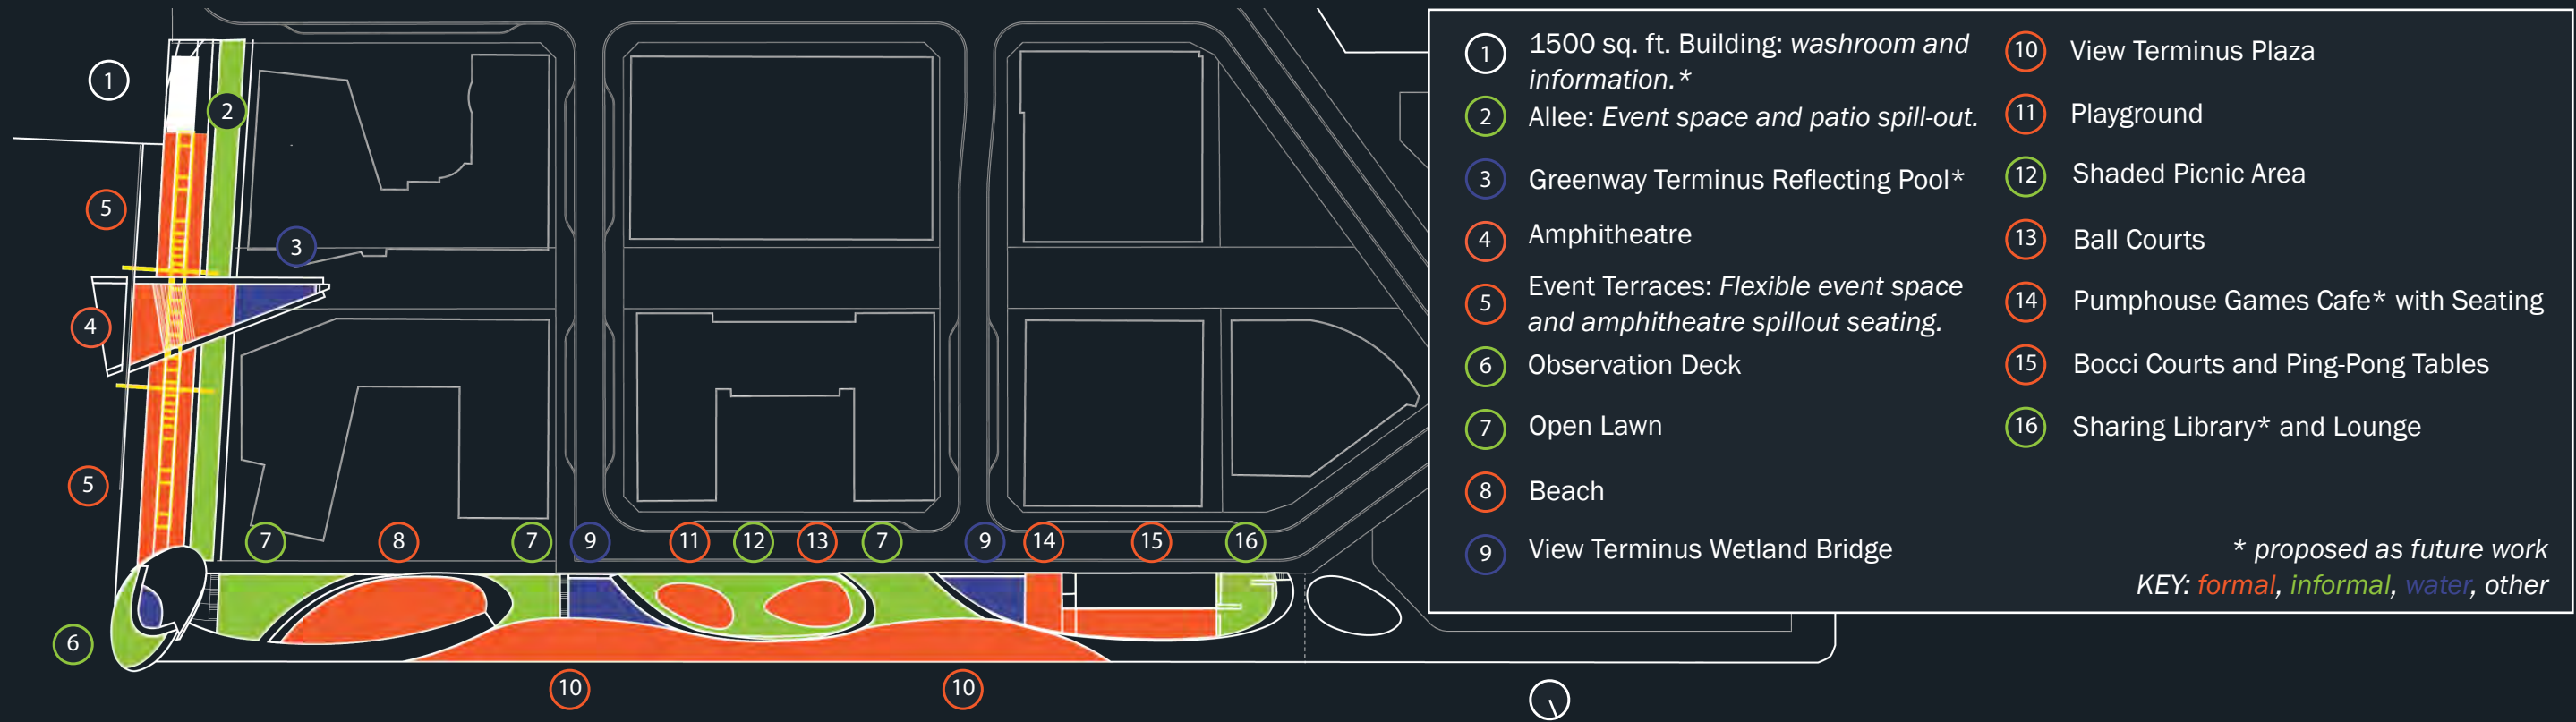 1
2
5
3
4
5
7
8
7
9
11
12
13
7
9
14
15
16
6
10
10
1 1500 sq. ft. Building: washroom and
information.*
2 Allee: Event space and patio spill-out.
3 Greenway Terminus Reflecting Pool*
4 Amphitheatre
5 Event Terraces: Flexible event space
and amphitheatre spillout seating.
6 Observation Deck
7 Open Lawn
8 Beach
9 View Terminus Wetland Bridge
10 View Terminus Plaza
11 Playground
12 Shaded Picnic Area
13 Ball Courts
14 Pumphouse Games Cafe* with Seating
15 Bocci Courts and Ping-Pong Tables
16 Sharing Library* and Lounge
* proposed as future work
KEY: formal, informal, water, other